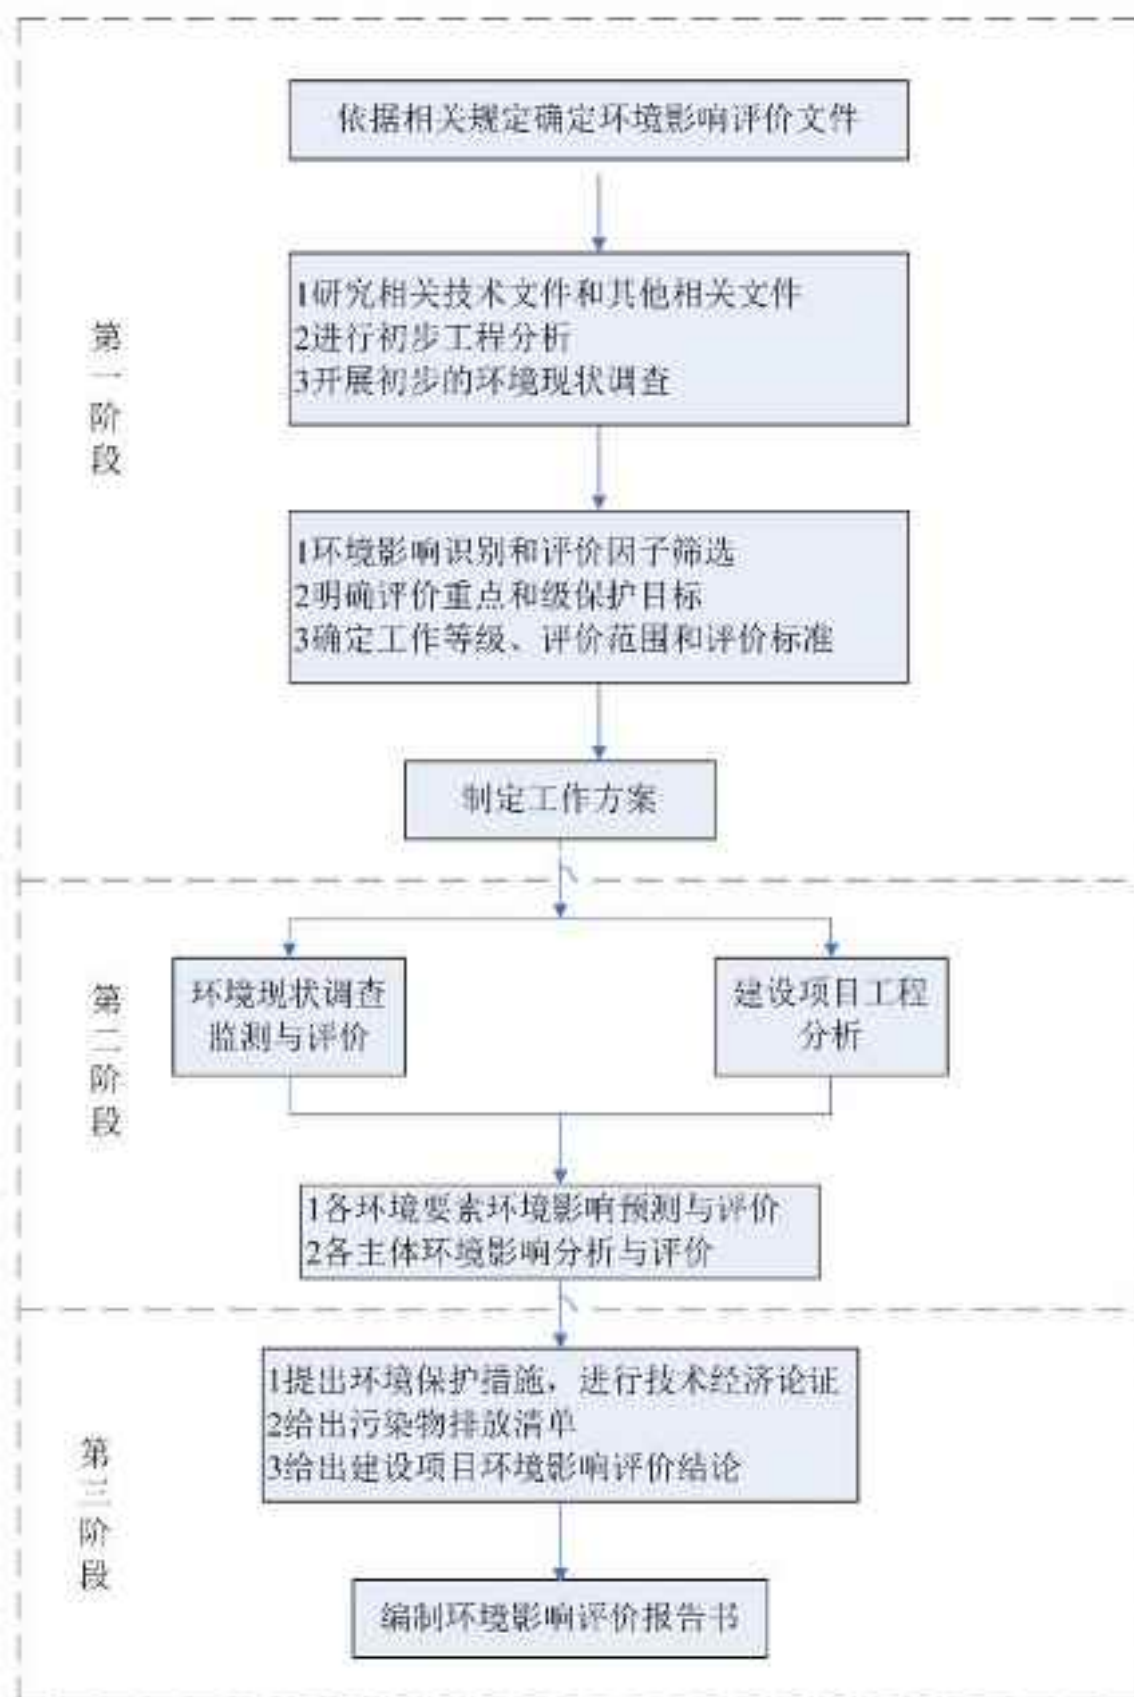 依据相关规定确定环境影响评价文件
1研究相关技术文件和其他相关文件
2进行初步工程分析
3开展初步的环境现状调查
第一阶段
1环境影响识别和评价因子筛选
2明确评价重点和级保护目标
3确定工作等级、评价范围和评价标准
制定工作方案
环境现状调查
监测与评价
建设项目工程
分析
第二阶段
1各环境要素环境影响预测与评价
2各主体环境影响分析与评价
1提出环境保护措施，进行技术经济论证
2给出污染物排放清单
3给出建设项目环境影响评价结论
第三阶段
编制环境影响评价报告书